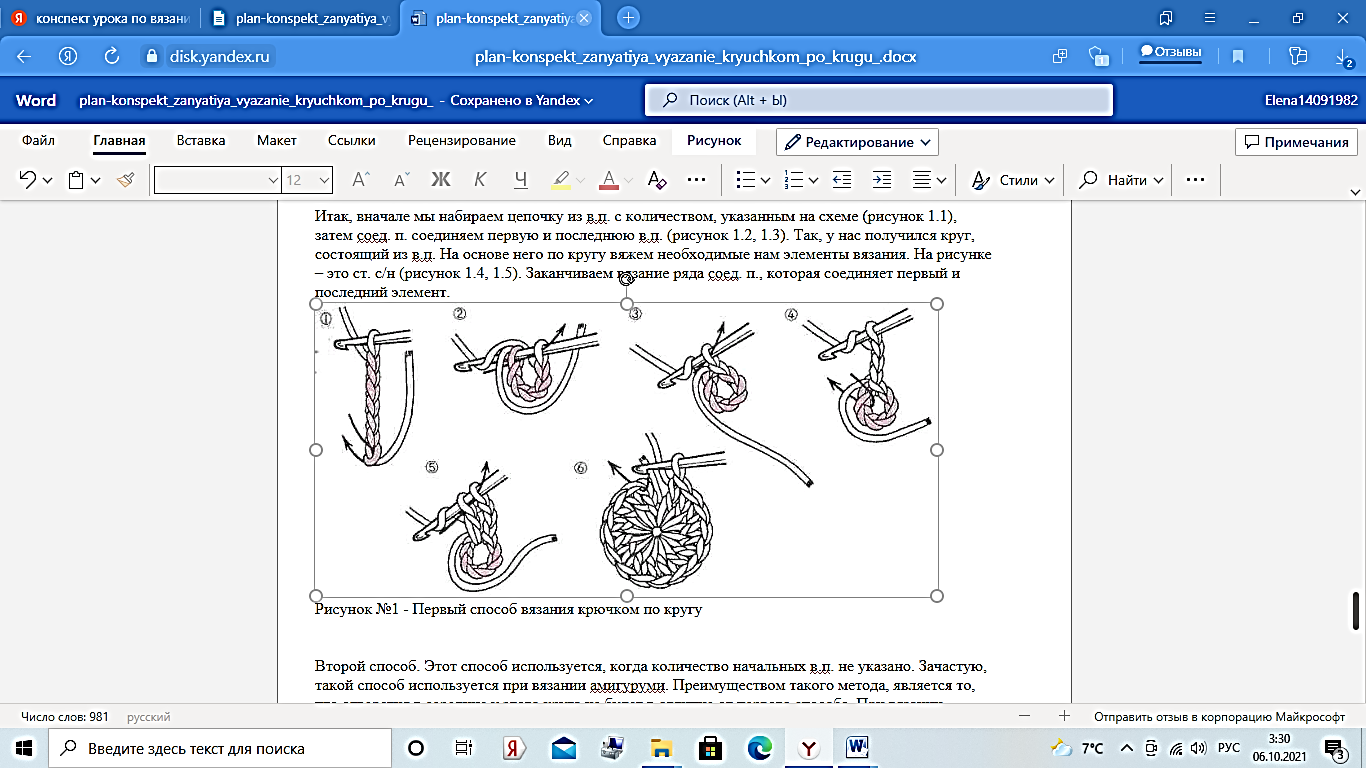 конспект урока по вязани
plan-konspekt_zanyatiya_v
plan-konspekt_zanyatiya
disk.yandex.ru
plan-konspekt_zanyatiya_vyazanie_kryuchkom_po_krugu_.docx
Отзывы
Word
plan-konspekt_zanyatiya_vyazanie_kryuchkom_po_krugu_ - Сохранено в Yandex
Поиск (Alt + Ы)
Elena14091982
Файл Главная Вставка Макет Ссылки Рецензирование Вид Справка Рисунок Редактирование Примечания
12 Ж К Ч Стили Найти
Итак, вначале мы набираем цепочку из в.п. с количеством, указанным на схеме (рисунок 1.1),
затем соед. п. соединяем первую и последнюю в.п. (рисунок 1.2, 1.3). Так, у нас получился круг,
состоящий из в.п. На основе него по кругу вяжем необходимые нам элементы вязания. На рисунке
– это ст. с/н (рисунок 1.4, 1.5). Заканчиваем вязание ряда соед. п., которая соединяет первый и
последний элемент.
① ② ③ ④
⑤ ⑥
Рисунок №1 - Первый способ вязания крючком по кругу
Второй способ. Этот способ используется, когда количество начальных в.п. не указано. Зачастую,
такой способ используется при вязании амигуруми. Преимуществом такого метода, является то,
Число слов: 981 русский
Отправить отзыв в корпорацию Майкрософт
Введите здесь текст для поиска
7°C
РУС
3:30
06.10.2021
3